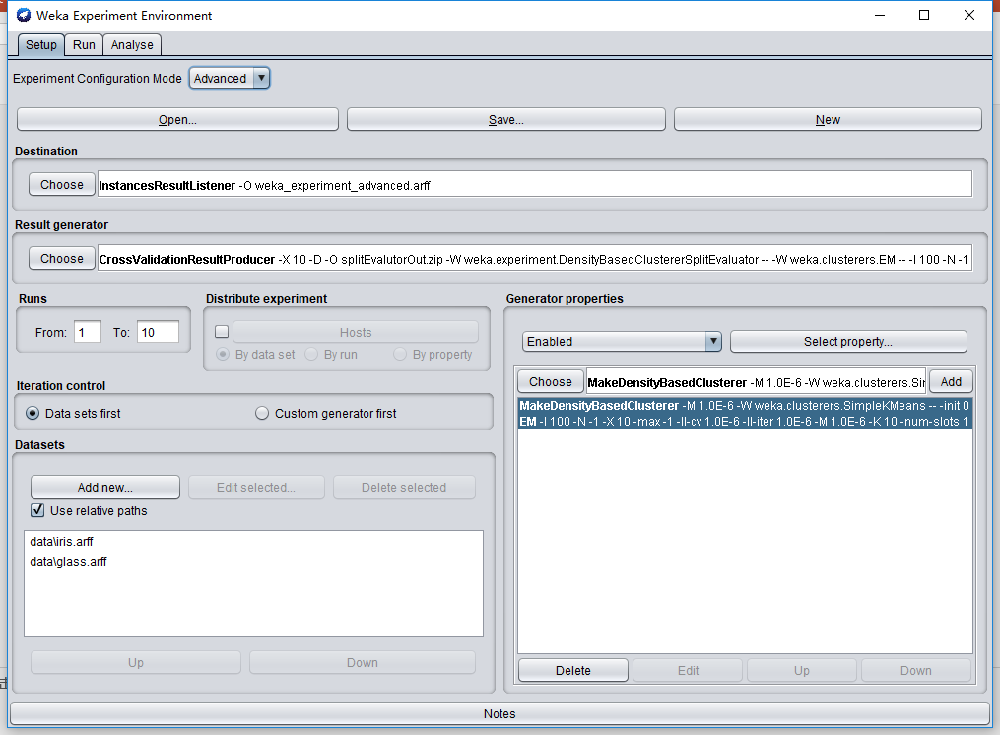 Weka Experiment Environment
Setup Run Analyse
Experiment Configuration Mode Advanced
Open... Save... New
Destination
Choose InstancesResultListener -O weka_experiment_advanced.arff
Result generator
Choose CrossValidationResultProducer -X 10 -D -O splitEvalutorOut.zip -W weka.experiment.DensityBasedClustererSplitEvaluator -- -W weka.clusterers.EM -- -I 100 -N -1
Runs
From: 1 To: 10
Distribute experiment
Hosts
By data set By run By property
Generator properties
Enabled Select property...
Choose MakeDensityBasedClusterer -M 1.0E-6 -W weka.clusterers.Sir Add
MakeDensityBasedClusterer -M 1.0E-6 -W weka.clusterers.SimpleKMeans -- -init 0
EM -I 100 -N -1 -X 10 -max -1 -ll-cv 1.0E-6 -ll-iter 1.0E-6 -M 1.0E-6 -K 10 -num-slots 1
Delete Edit Up Down
Iteration control
Data sets first Custom generator first
Datasets
Add new... Edit selected... Delete selected
Use relative paths
data\iris.arff
data\glass.arff
Up Down
Notes